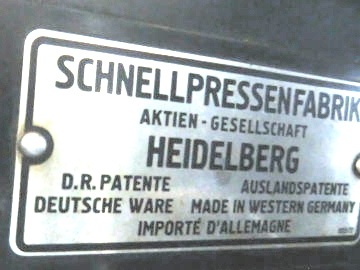 SCHNELLPRESSENFABRIK
AKTIEN-GESELLSCHAFT
HEIDELBERG
D.R. PATENTE AUSLANDSPATENTE
DEUTSCHE WARE MADE IN WESTERN GERMANY
IMPORTÉ D'ALLEMAGNE